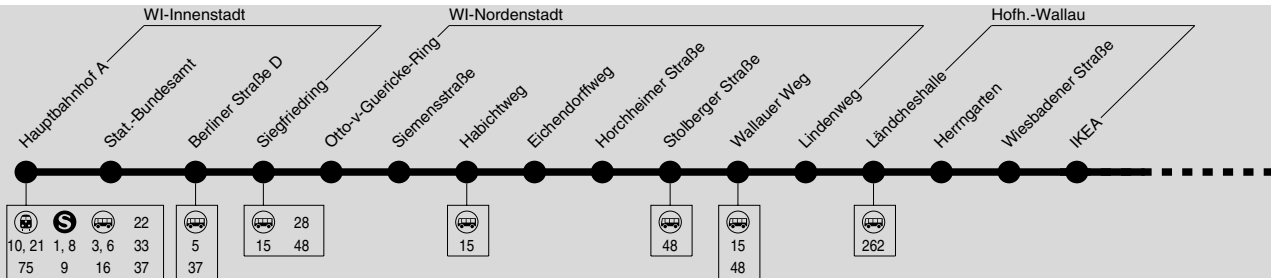 WI-Innenstadt
WI-Nordenstadt
Hofh.-Wallau
Hauptbahnhof A
Stat.-Bundesamt
Berliner Straße D
Siegfriedring
Otto-v-Guericke-Ring
Siemensstraße
Habichtweg
Eichendorffweg
Horchheimer Straße
Stolberger Straße
Wallauer Weg
Lindenweg
Ländcheshalle
Herrngarten
Wiesbadener Straße
IKEA
S 22
10, 21 1, 8 3, 6 33
75 9 16 37
5
37
28
15 48
15
48
15
48
262